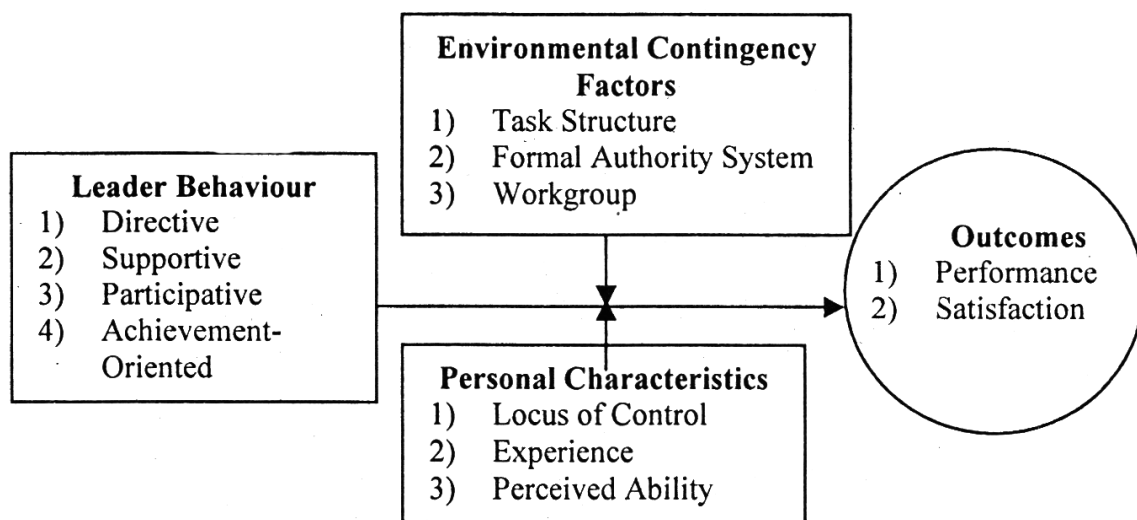 Environmental Contingency
Factors
1) Task Structure
2) Formal Authority System
3) Workgroup
Leader Behaviour
1) Directive
2) Supportive
3) Participative
4) Achievement-
Oriented
Outcomes
1) Performance
2) Satisfaction
Personal Characteristics
1) Locus of Control
2) Experience
3) Perceived Ability